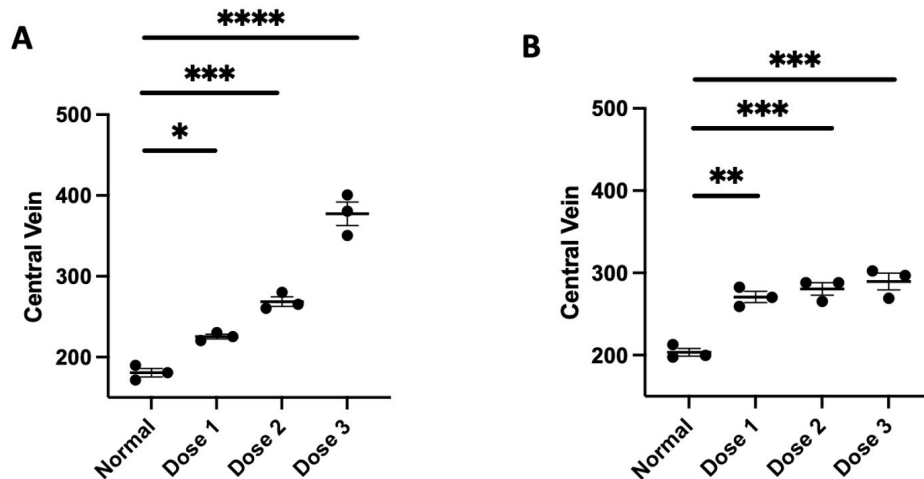 A
****
***
*
500
400
300
200
Central Vein
Normal
Dose 1
Dose 2
Dose 3
B
***
***
**
500
400
300
200
Central Vein
Normal
Dose 1
Dose 2
Dose 3